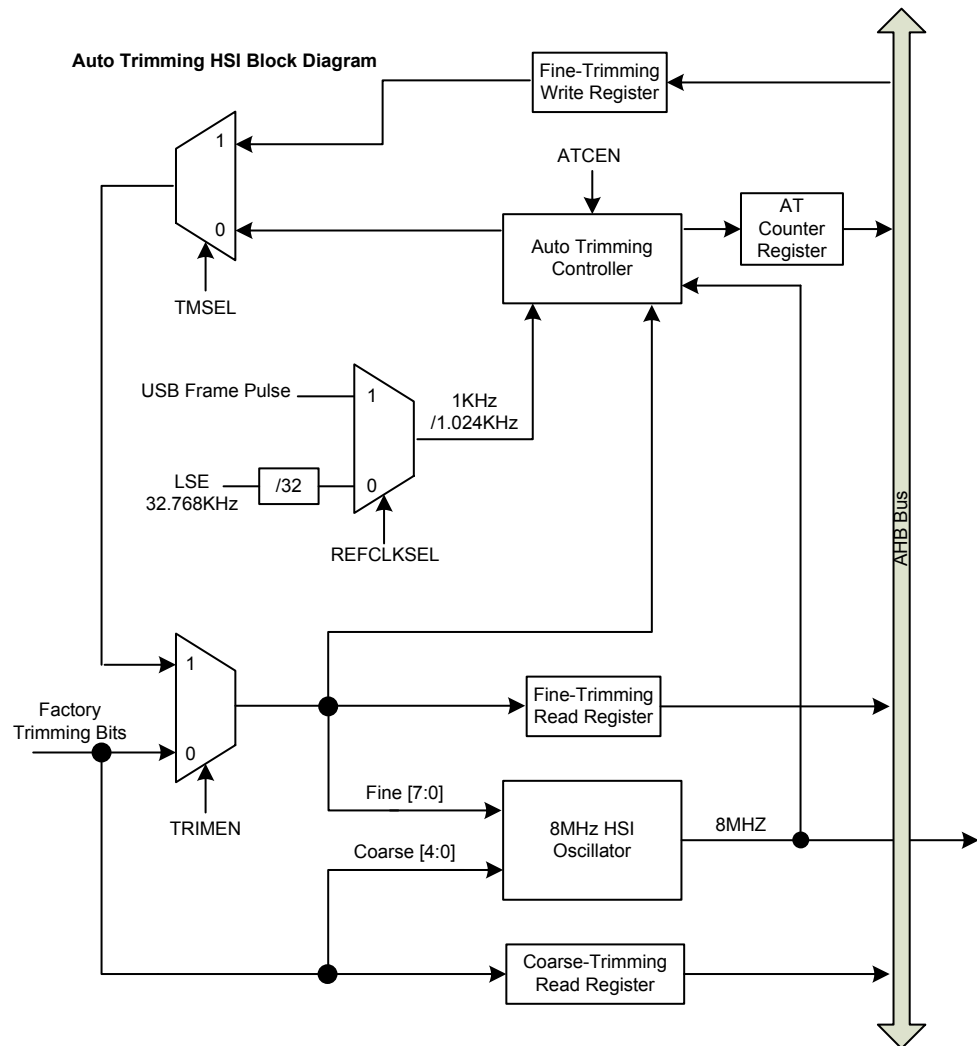 Auto Trimming HSI Block Diagram
Fine-Trimming
Write Register
1
0
TMSEL
ATCEN
Auto Trimming
Controller
AT
Counter
Register
USB Frame Pulse
1
1KHz
/1.024KHz
LSE
32.768KHz
/32
0
REFCLKSEL
AHB Bus
1
Factory
Trimming Bits
0
TRIMEN
Fine-Trimming
Read Register
Fine [7:0]
Coarse [4:0]
8MHz HSI
Oscillator
8MHZ
Coarse-Trimming
Read Register